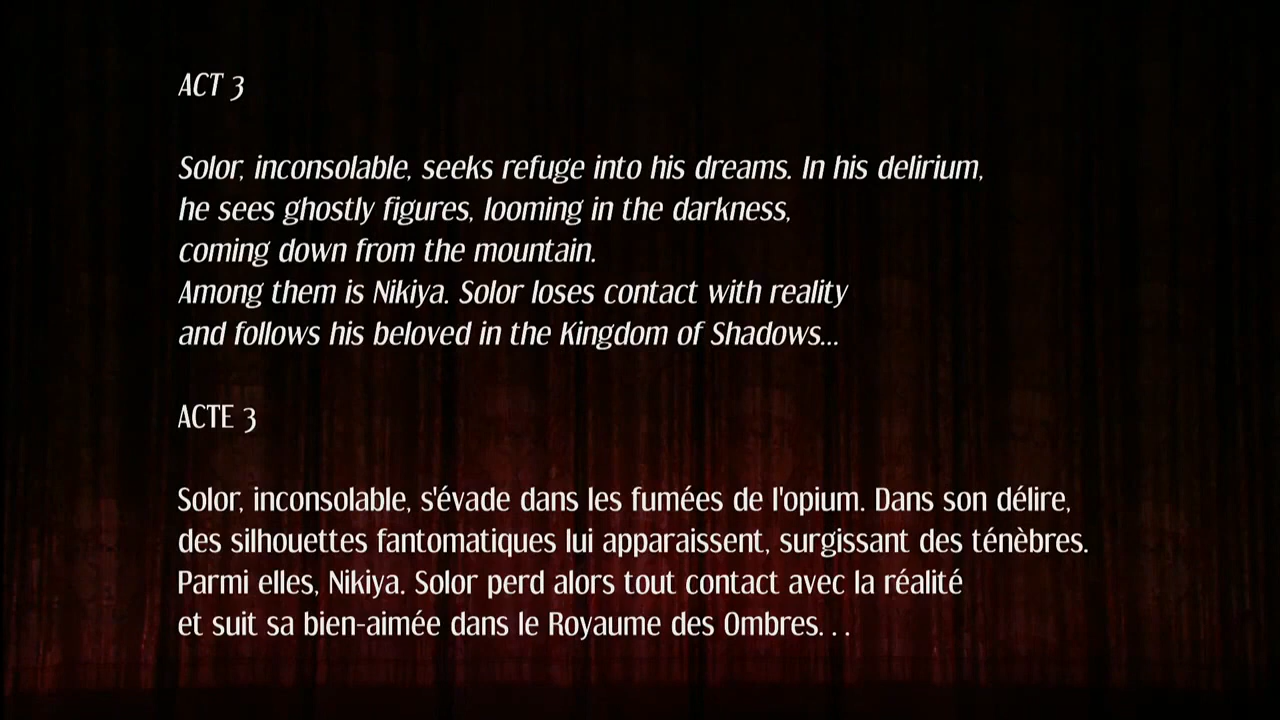 ACT 3
Solor, inconsolable, seeks refuge into his dreams. In his delirium,
he sees ghostly figures, looming in the darkness,
coming down from the mountain.
Among them is Nikiya. Solor loses contact with reality
and follows his beloved in the Kingdom of Shadows...
ACTE 3
Solor, inconsolable, s'évade dans les fumées de l'opium. Dans son délire,
des silhouettes fantomatiques lui apparaissent, surgissant des ténèbres.
Parmi elles, Nikiya. Solor perd alors tout contact avec la réalité
et suit sa bien-aimée dans le Royaume des Ombres. . .